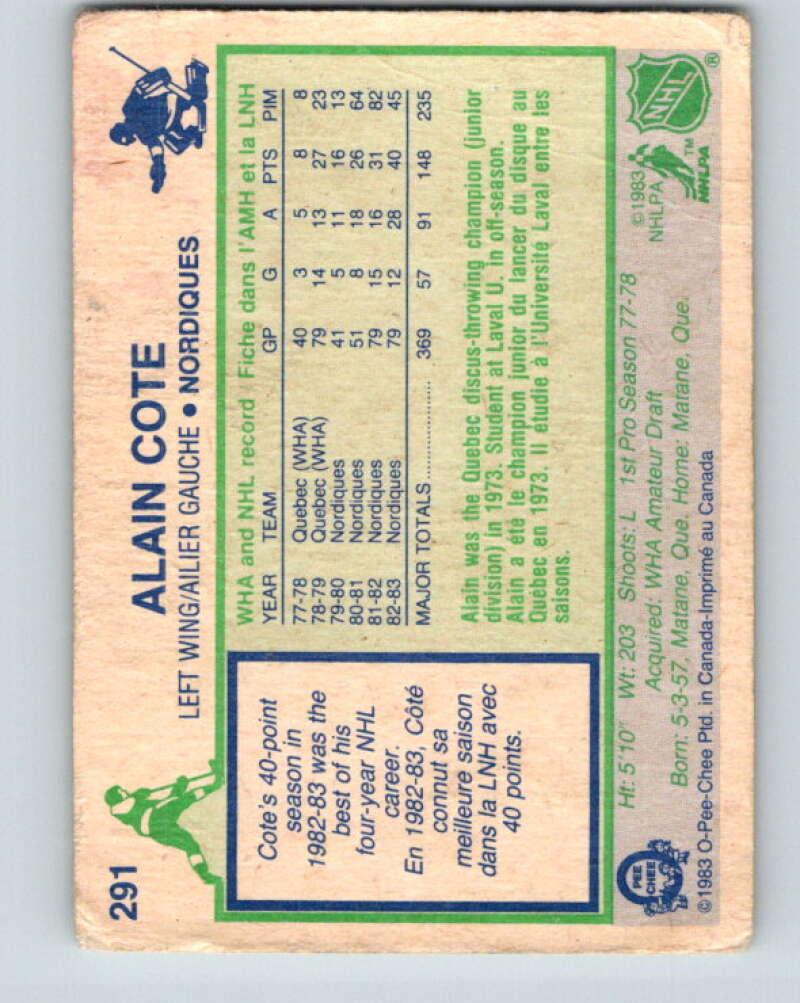 291
ALAIN COTE
LEFT WING/AILIER GAUCHE • NORDIQUES
Cote's 40-point
season in
1982-83 was the
best of his
four-year NHL
career.
En 1982-83, Côté
connut sa
meilleure saison
dans la LNH avec
40 points.
WHA and NHL record Fiche dans l'AMH et la LNH
YEAR TEAM GP G A PTS PIM
77-78 Quebec (WHA) 40 3 5 8 8
78-79 Quebec (WHA) 79 14 13 27 23
79-80 Nordiques 41 5 11 16 13
80-81 Nordiques 51 8 18 26 64
81-82 Nordiques 79 15 16 31 82
82-83 Nordiques 79 12 28 40 45
MAJOR TOTALS .................. 369 57 91 148 235
Alain was the Quebec discus-throwing champion (junior
division) in 1973. Student at Laval U. in off-season.
Alain a été le champion junior du lancer du disque au
Québec en 1973. Il étudie à l'Université Laval entre les
saisons.
PEE
CHEE
Ht: 5'10" Wt: 203 Shoots: L 1st Pro Season 77-78
Acquired: WHA Amateur Draft
Born: 5-3-57, Matane, Que. Home: Matane, Que.
©1983
NHLPA
NHLPA
TM
NHL
®
©1983 O-Pee-Chee Ptd. in Canada-Imprimé au Canada